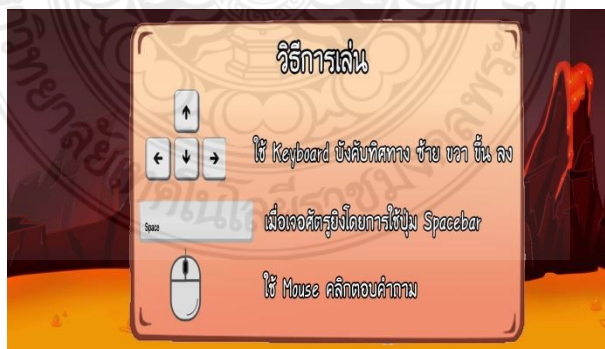 วิธีการเล่น
ใช้ Keyboard บังคับทิศทาง ซ้าย ขวา ขึ้น ลง
Space
เมื่อเจอศัตรูยิงโดยการใช้ปุ่ม Spacebar
ใช้ Mouse คลิกตอบคำถาม